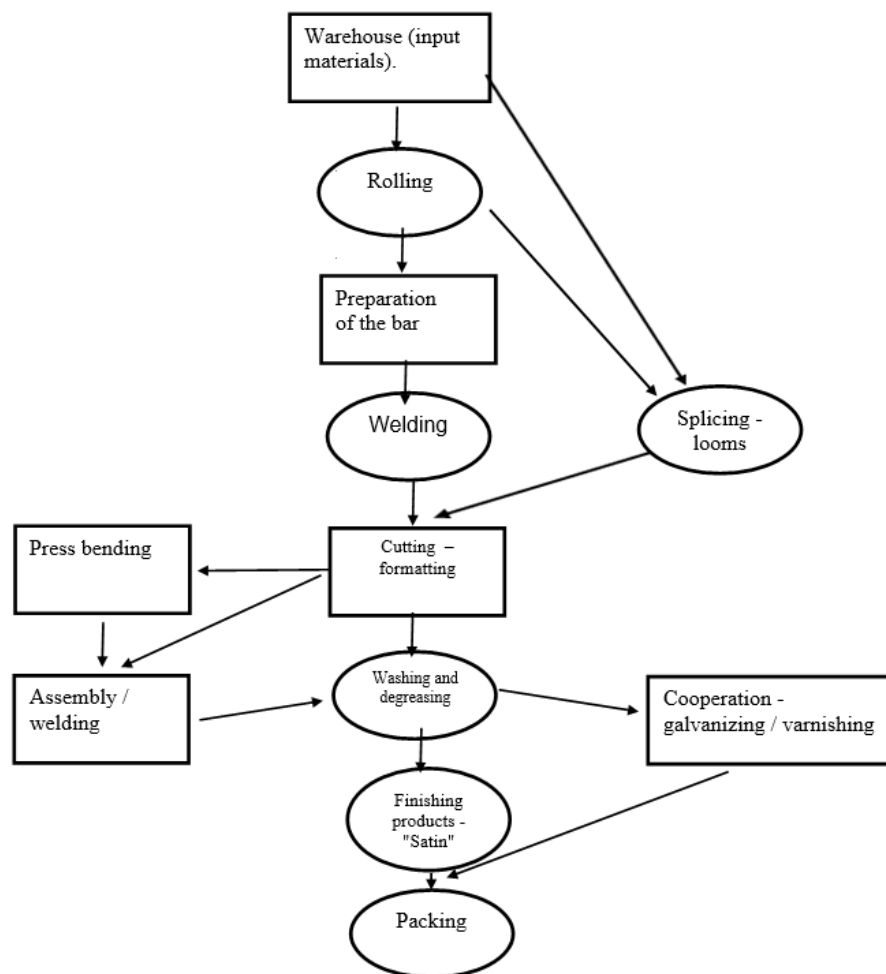 Warehouse (input
materials).
Rolling
Preparation
of the bar
Welding
Splicing -
looms
Cutting –
formatting
Press bending
Washing and
degreasing
Assembly /
welding
Cooperation -
galvanizing / varnishing
Finishing
products -
"Satin"
Packing